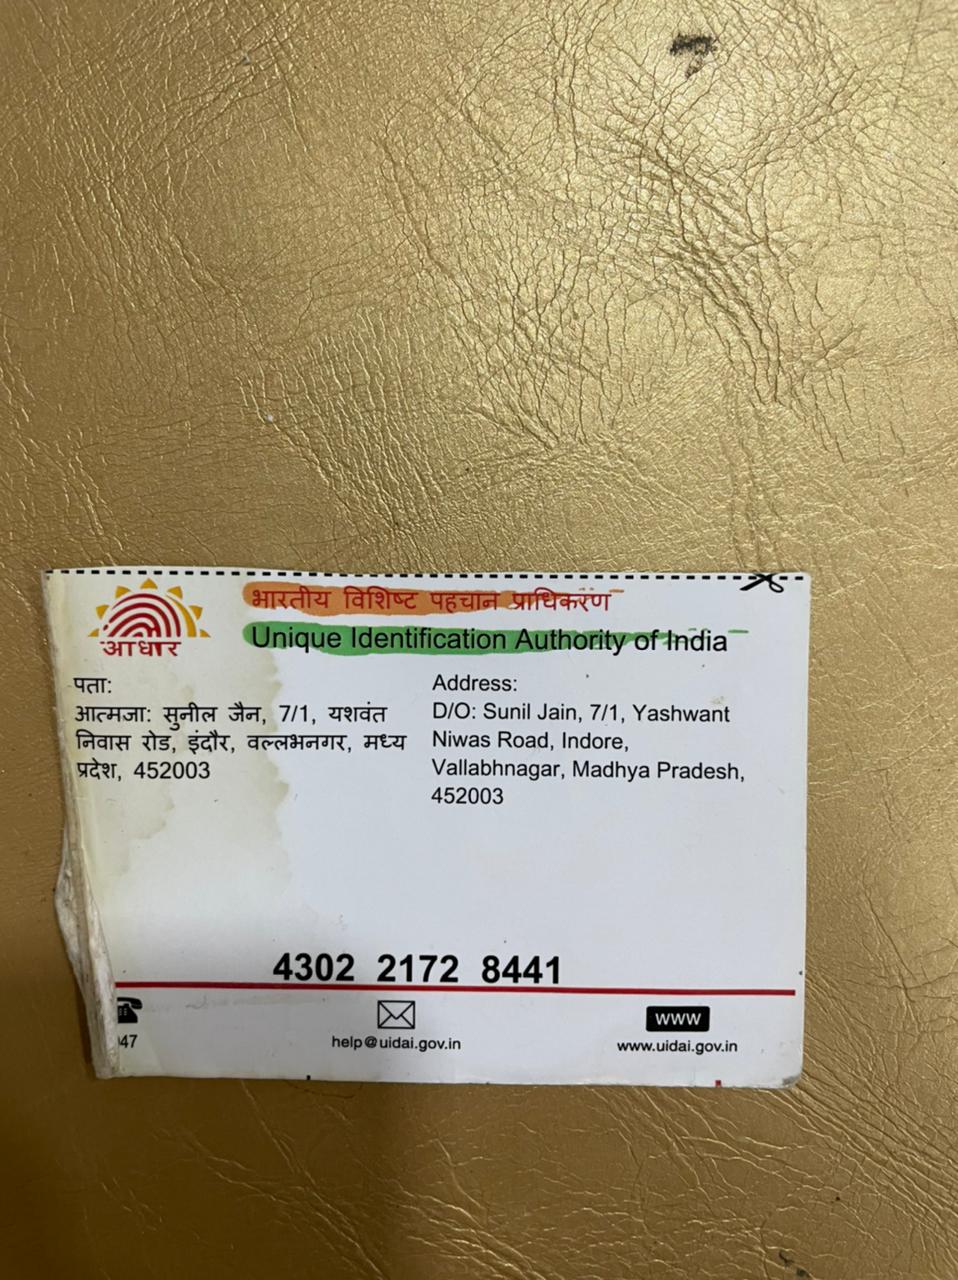 भारतीय विशिष्ट पहचान प्राधिकरण
Unique Identification Authority of India
आधार
पता:
आत्मजा: सुनील जैन, 7/1, यशवंत
निवास रोड, इंदौर, वल्लभनगर, मध्य
प्रदेश, 452003
Address:
D/O: Sunil Jain, 7/1, Yashwant
Niwas Road, Indore,
Vallabhnagar, Madhya Pradesh,
452003
4302 2172 8441
WWW
help@uidai.gov.in
www.uidai.gov.in